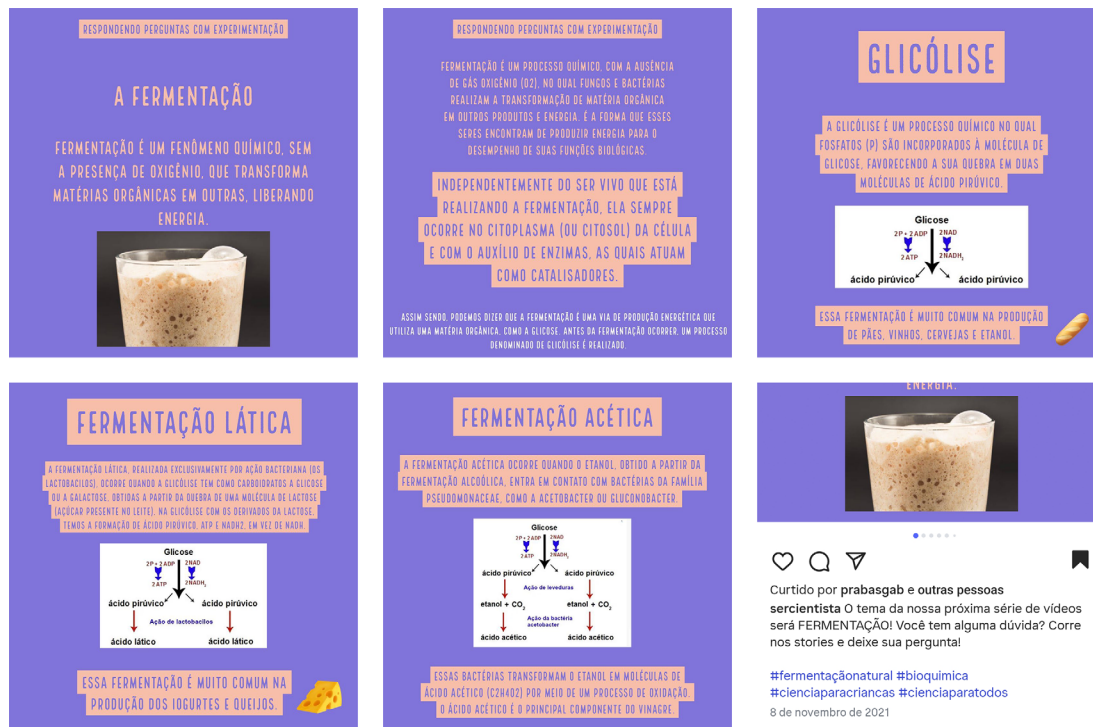 RESPONDENDO PERGUNTAS COM EXPERIMENTAÇÃO
A FERMENTAÇÃO
FERMENTAÇÃO É UM FENÔMENO QUÍMICO, SEM
A PRESENÇA DE OXIGÊNIO, QUE TRANSFORMA
MATÉRIAS ORGÂNICAS EM OUTRAS, LIBERANDO
ENERGIA.
RESPONDENDO PERGUNTAS COM EXPERIMENTAÇÃO
FERMENTAÇÃO É UM PROCESSO QUÍMICO, COM A AUSÊNCIA
DE GÁS OXIGÊNIO (O2), NO QUAL FUNGOS E BACTÉRIAS
REALIZAM A TRANSFORMAÇÃO DE MATÉRIA ORGÂNICA
EM OUTROS PRODUTOS E ENERGIA. É A FORMA QUE ESSES
SERES ENCONTRAM DE PRODUZIR ENERGIA PARA O
DESEMPENHO DE SUAS FUNÇÕES BIOLÓGICAS.
INDEPENDENTEMENTE DO SER VIVO QUE ESTÁ
REALIZANDO A FERMENTAÇÃO, ELA SEMPRE
OCORRE NO CITOPLASMA (OU CITOSOL) DA CÉLULA
E COM O AUXÍLIO DE ENZIMAS, AS QUAIS ATUAM
COMO CATALISADORES.
ASSIM SENDO, PODEMOS DIZER QUE A FERMENTAÇÃO É UMA VIA DE PRODUÇÃO ENERGÉTICA QUE
UTILIZA UMA MATÉRIA ORGÂNICA, COMO A GLICOSE. ANTES DA FERMENTAÇÃO OCORRER, UM PROCESSO
DENOMINADO DE GLICÓLISE É REALIZADO.
GLICÓLISE
A GLICÓLISE É UM PROCESSO QUÍMICO NO QUAL
FOSFATOS (P) SÃO INCORPORADOS À MOLÉCULA DE
GLICOSE, FAVORECENDO A SUA QUEBRA EM DUAS
MOLÉCULAS DE ÁCIDO PIRÚVICO.
Glicose
2P + 2 ADP 2NAD
2 ATP 2NADH2
ácido pirúvico ácido pirúvico
ESSA FERMENTAÇÃO É MUITO COMUM NA PRODUÇÃO
DE PÃES, VINHOS, CERVEJAS E ETANOL.
FERMENTAÇÃO LÁTICA
A FERMENTAÇÃO LÁTICA, REALIZADA EXCLUSIVAMENTE POR AÇÃO BACTERIANA (OS
LACTOBACILOS), OCORRE QUANDO A GLICÓLISE TEM COMO CARBOIDRATOS A GLICOSE
OU A GALACTOSE, OBTIDAS A PARTIR DA QUEBRA DE UMA MOLÉCULA DE LACTOSE
(AÇÚCAR PRESENTE NO LEITE). NA GLICÓLISE COM OS DERIVADOS DA LACTOSE,
TEMOS A FORMAÇÃO DE ÁCIDO PIRÚVICO, ATP E NADH2, EM VEZ DE NADH.
Glicose
2P + 2 ADP 2NAD
2 ATP 2NADH2
ácido pirúvico ácido pirúvico
Ação de lactobacilos
ácido lático ácido lático
ESSA FERMENTAÇÃO É MUITO COMUM NA
PRODUÇÃO DOS IOGURTES E QUEIJOS.
FERMENTAÇÃO ACÉTICA
A FERMENTAÇÃO ACÉTICA OCORRE QUANDO O ETANOL, OBTIDO A PARTIR DA
FERMENTAÇÃO ALCOÓLICA, ENTRA EM CONTATO COM BACTÉRIAS DA FAMÍLIA
PSEUDOMONACEAE, COMO A ACETOBACTER OU GLUCONOBACTER.
Glicose
2P + 2 ADP 2NAD
2 ATP 2NADH2
ácido pirúvico ácido pirúvico
Ação de leveduras
etanol + CO2 etanol + CO2
Ação da bactéria
acetobacter
ácido acético ácido acético
ESSAS BACTÉRIAS TRANSFORMAM O ETANOL EM MOLÉCULAS DE
ÁCIDO ACÉTICO (C2H4O2) POR MEIO DE UM PROCESSO DE OXIDAÇÃO.
O ÁCIDO ACÉTICO É O PRINCIPAL COMPONENTE DO VINAGRE.
ENERGIA.
Curtido por prabasgab e outras pessoas
sercientista O tema da nossa próxima série de vídeos
será FERMENTAÇÃO! Você tem alguma dúvida? Corre
nos stories e deixe sua pergunta!
#fermentaçãonatural #bioquimica
#cienciaparacriancas #cienciaparatodos
8 de novembro de 2021